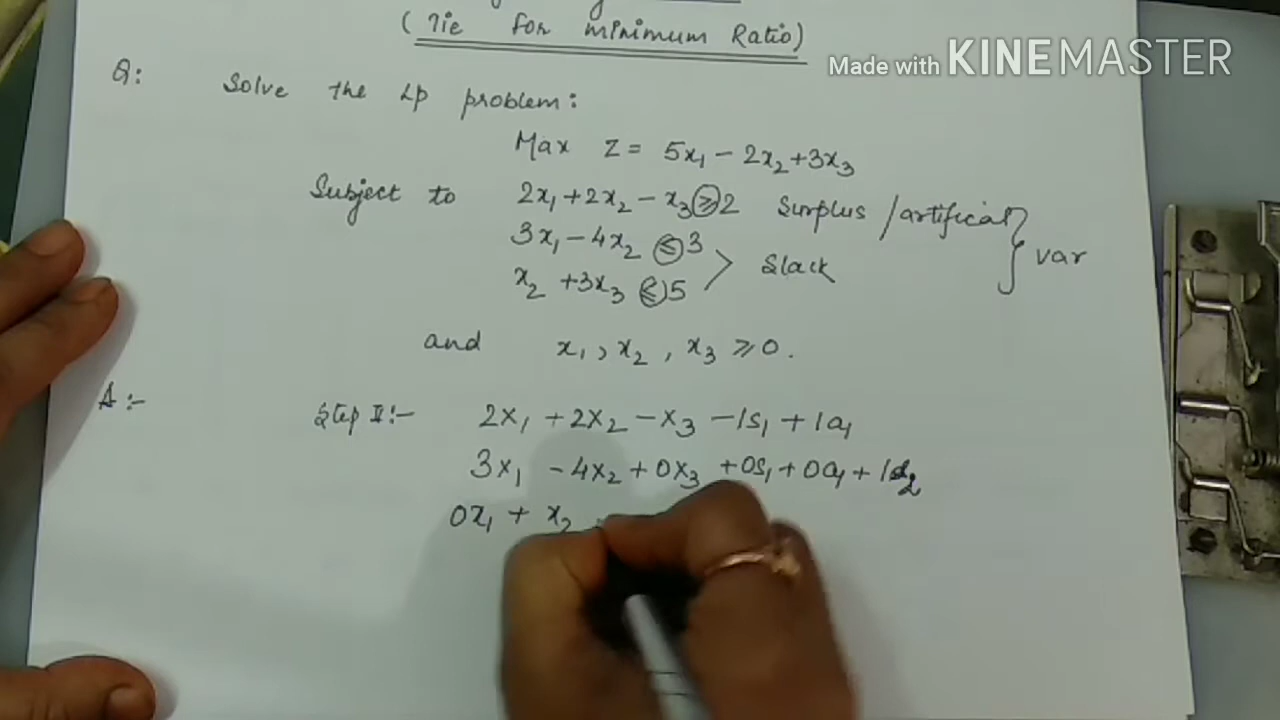 (Tie for minimum Ratio)
Made with KINEMASTER
Q: Solve the LP problem:
Max Z = 5x₁ - 2x₂ + 3x₃
Subject to 2x₁ + 2x₂ - x₃ ≥ 2 Surplus / artifical } var
3x₁ - 4x₂ ≤ 3
x₂ + 3x₃ ≤ 5 > Slack
and x₁, x₂, x₃ ≥ 0.
A:- Step I:- 2x₁ + 2x₂ - x₃ - 1s₁ + 1a₁
3x₁ - 4x₂ + 0x₃ + 0s₁ + 0a₁ + 1s₂
0x₁ + x₂